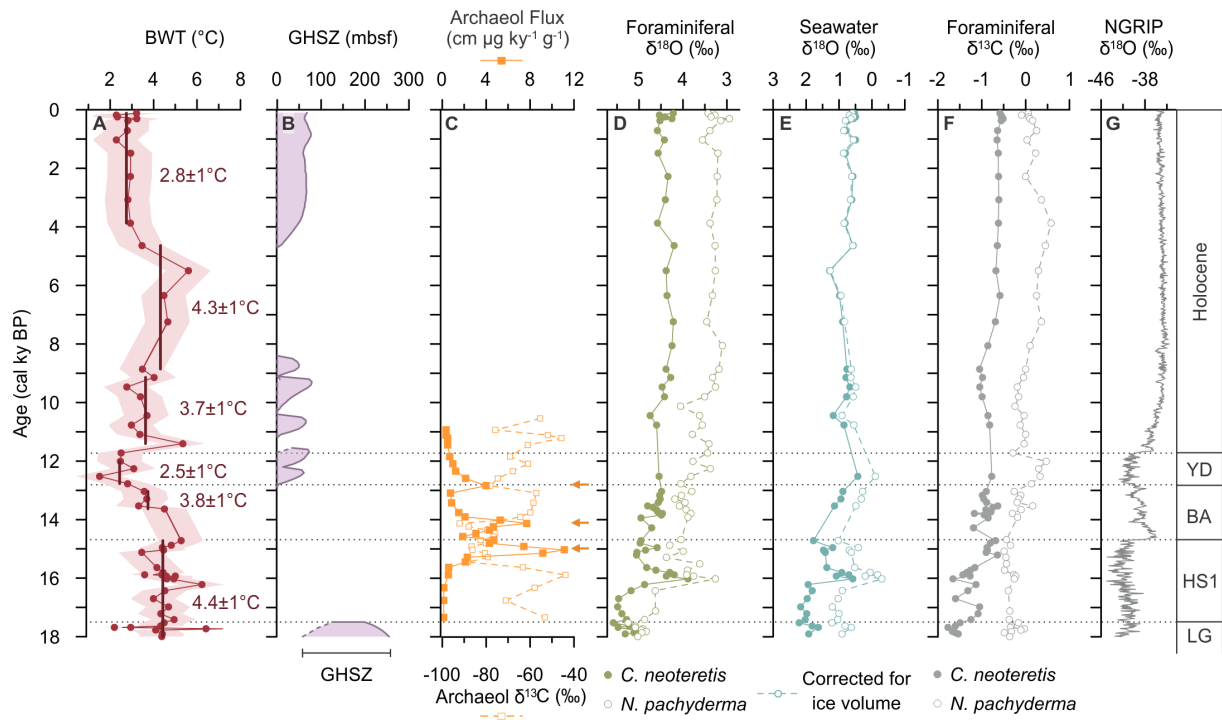 BWT (°C)
GHSZ (mbsf)
Archaeol Flux
(cm µg ky⁻¹ g⁻¹)
Foraminiferal
δ¹⁸O (‰)
Seawater
δ¹⁸O (‰)
Foraminiferal
δ¹³C (‰)
NGRIP
δ¹⁸O (‰)
2 4 6 8
0 100 200 300
0 4 8 12
5 4 3
2 1 0 -1
-2 -1 0 1
-46 -38
Age (cal ky BP)
0
2
4
6
8
10
12
14
16
18
A
B
C
D
E
F
G
2.8±1°C
4.3±1°C
3.7±1°C
2.5±1°C
3.8±1°C
4.4±1°C
Holocene
YD
BA
HS1
LG
GHSZ
-100 -80 -60 -40
Archaeol δ¹³C (‰)
C. neoteretis
N. pachyderma
Corrected for
ice volume
C. neoteretis
N. pachyderma